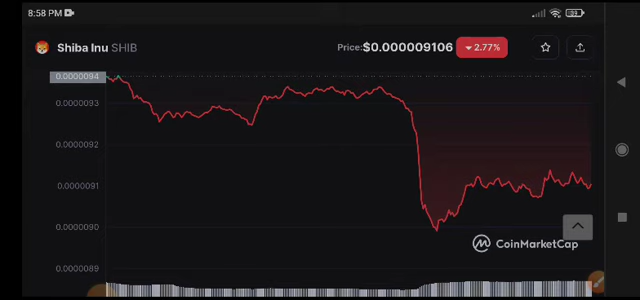 8:58 PM
Shiba Inu SHIB
Price:$0.000009106 2.77%
0.0000094
0.0000093
0.0000092
0.0000091
0.0000090
CoinMarketCap
0.0000089